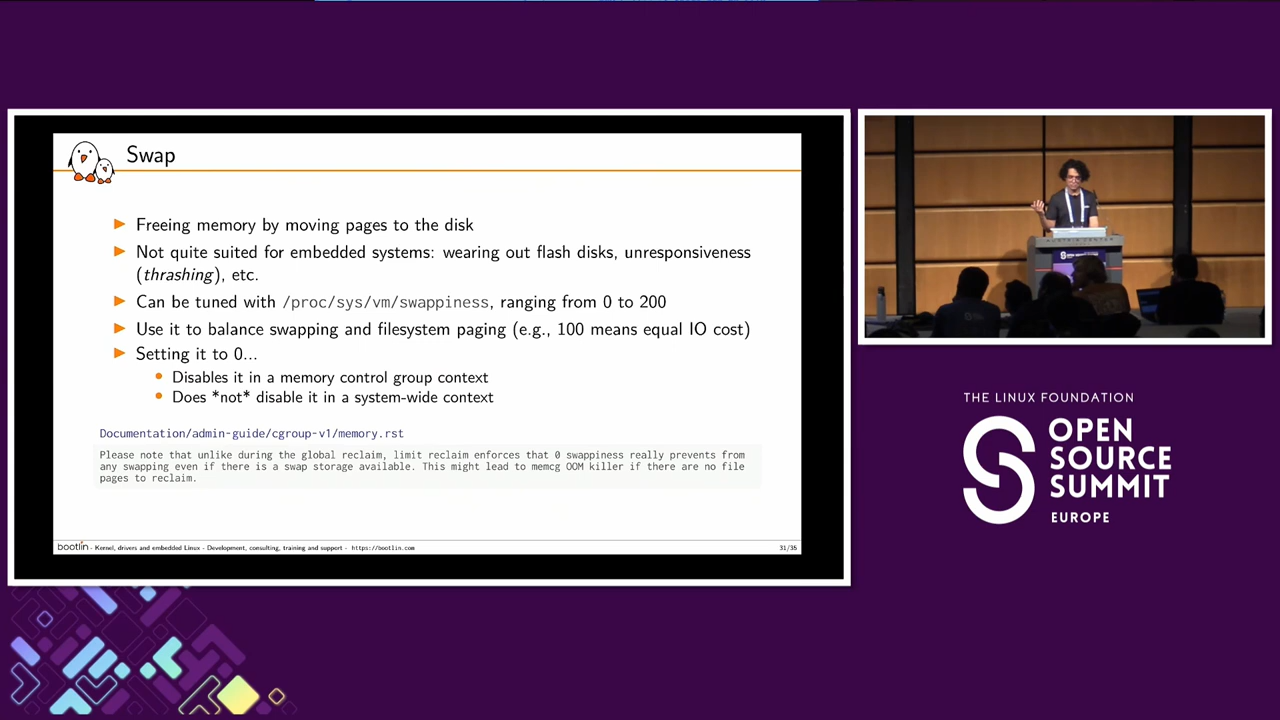 Swap
Freeing memory by moving pages to the disk
Not quite suited for embedded systems: wearing out flash disks, unresponsiveness
(thrashing), etc.
Can be tuned with /proc/sys/vm/swappiness, ranging from 0 to 200
Use it to balance swapping and filesystem paging (e.g., 100 means equal IO cost)
Setting it to 0...
Disables it in a memory control group context
Does *not* disable it in a system-wide context
Documentation/admin-guide/cgroup-v1/memory.rst
Please note that unlike during the global reclaim, limit reclaim enforces that 0 swappiness really prevents from
any swapping even if there is a swap storage available. This might lead to memcg OOM killer if there are no file
pages to reclaim.
bootlin - Kernel, drivers and embedded Linux - Development, consulting, training and support - https://bootlin.com
31/35
THE LINUX FOUNDATION
OPEN
SOURCE
SUMMIT
EUROPE